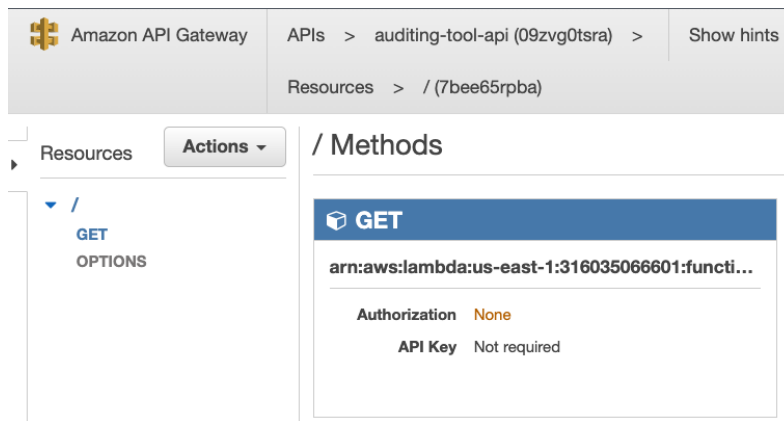 Amazon API Gateway
APIs > auditing-tool-api (09zvg0tsra) >
Show hints
Resources > / (7bee65rpba)
Resources
Actions
/
GET
OPTIONS
/ Methods
GET
arn:aws:lambda:us-east-1:316035066601:functi...
Authorization None
API Key Not required